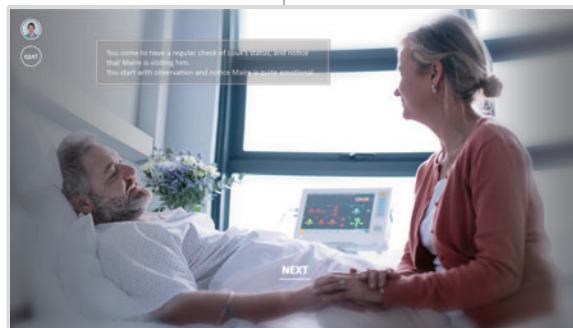 QUIT
You come to have a regular check of Louk's status, and notice
that Maire is visiting him.
You start with observation and notice Maire is quite emotional.
NEXT